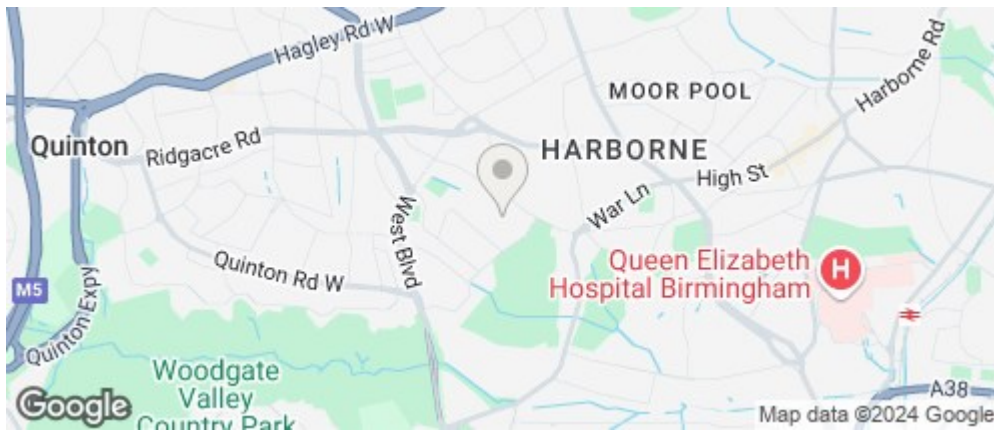 Hagley Rd W
MOOR POOL
Harborne Rd
Quinton
Ridgacre Rd
HARBORNE
High St
War Ln
West Blvd
Quinton Rd W
Queen Elizabeth
Hospital Birmingham
H
M5
Quinton Expy
Woodgate
Valley
Country Park
A38
Google
Map data ©2024 Google